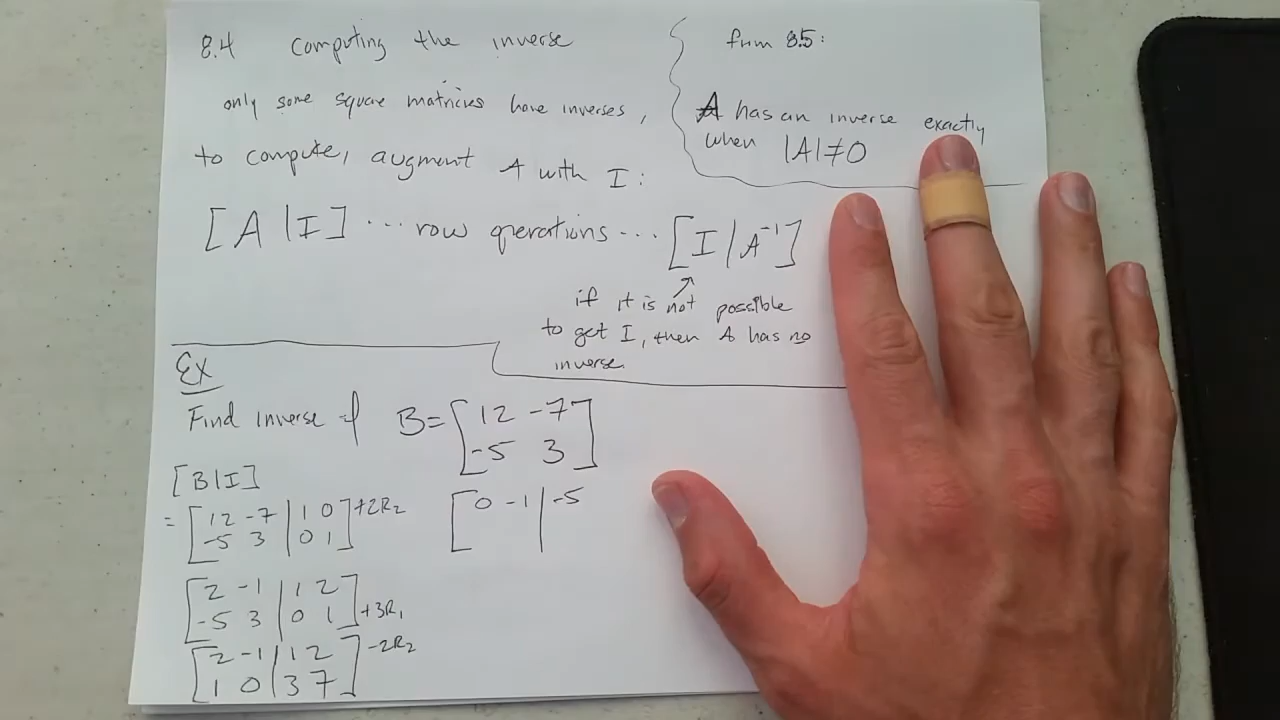 8.4 Computing the inverse
only some square matricies have inverses,
to compute, augment A with I:
[A | I] ... row operations ... [I | A⁻¹]
if it is not possible
to get I, then A has no
inverse.
from 8.5:
A has an inverse exactly
when |A| ≠ 0
Ex
Find inverse of B = [12 -7
-5 3]
[B | I]
= [12 -7 | 1 0 +2R₂
-5 3 | 0 1]
[2 -1 | 1 2
-5 3 | 0 1] +3R₁
[2 -1 | 1 2 -2R₂
1 0 | 3 7]
[0 -1 | -5